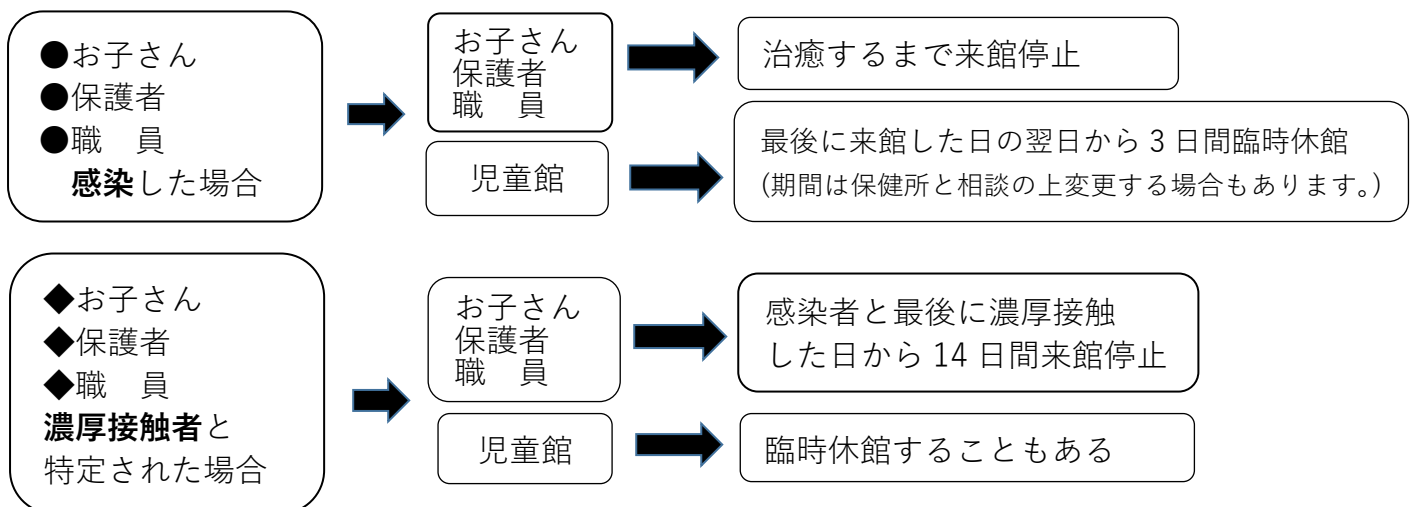 ●お子さん
●保護者
●職　員
感染した場合
お子さん
保護者
職　員
治癒するまで来館停止
児童館
最後に来館した日の翌日から 3 日間臨時休館
(期間は保健所と相談の上変更する場合もあります。)
◆お子さん
◆保護者
◆職　員
濃厚接触者と
特定された場合
お子さん
保護者
職　員
感染者と最後に濃厚接触
した日から 14 日間来館停止
児童館
臨時休館することもある